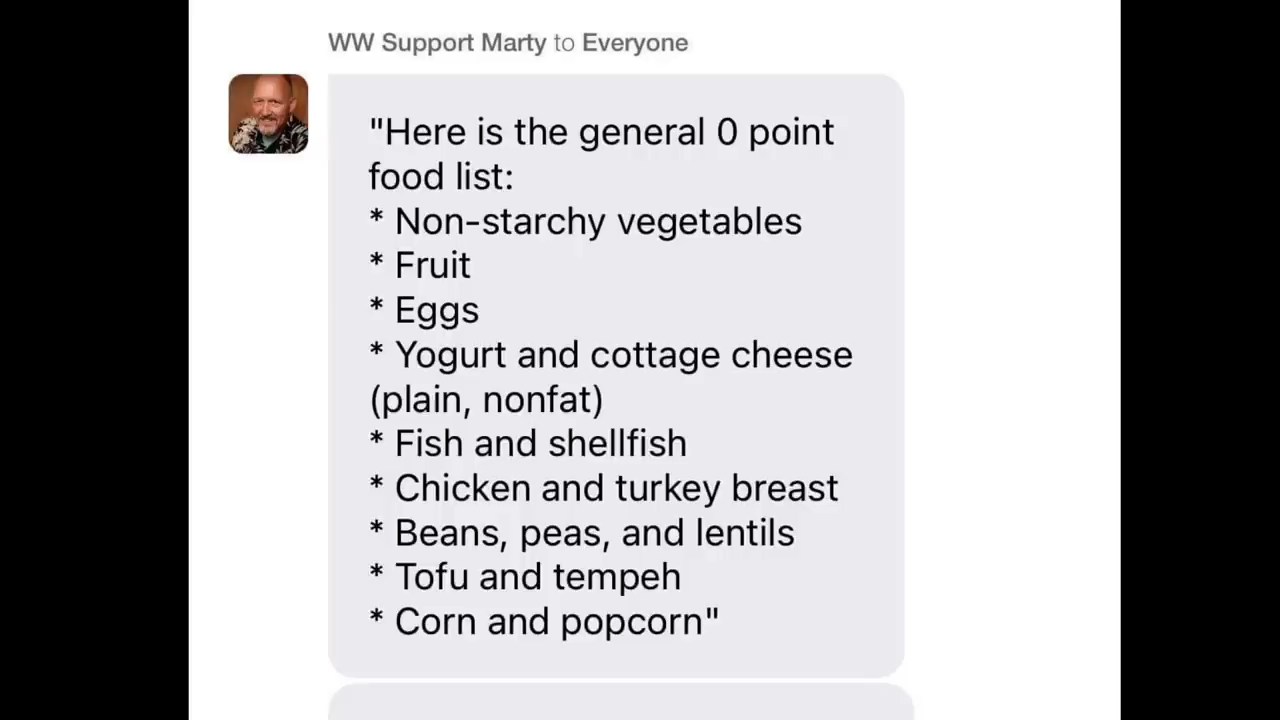 WW Support Marty to Everyone
"Here is the general 0 point
food list:
* Non-starchy vegetables
* Fruit
* Eggs
* Yogurt and cottage cheese
(plain, nonfat)
* Fish and shellfish
* Chicken and turkey breast
* Beans, peas, and lentils
* Tofu and tempeh
* Corn and popcorn"